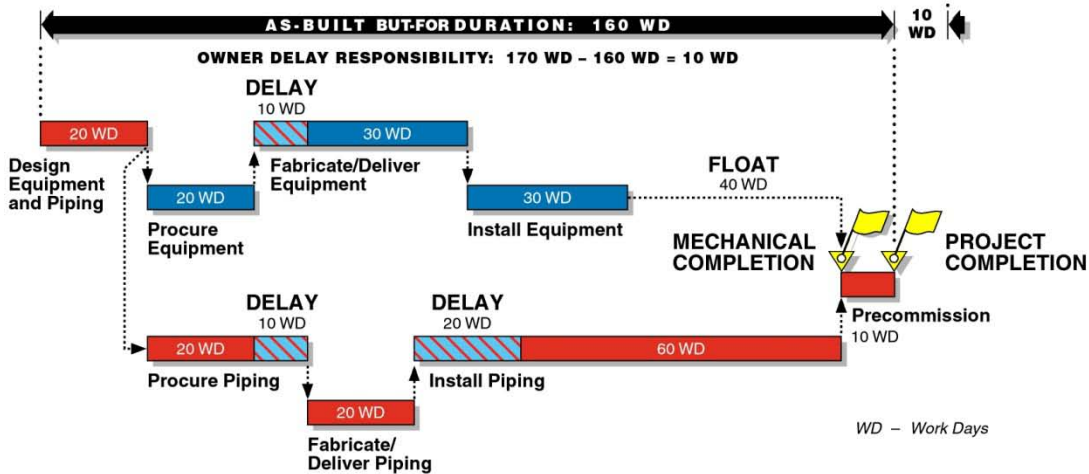 AS-BUILT BUT-FOR DURATION: 160 WD
10
WD
OWNER DELAY RESPONSIBILITY: 170 WD – 160 WD = 10 WD
DELAY
10 WD
20 WD
30 WD
Design
Equipment
and Piping
Fabricate/Deliver
Equipment
FLOAT
40 WD
20 WD
30 WD
Procure
Equipment
Install Equipment
MECHANICAL
COMPLETION
PROJECT
COMPLETION
DELAY
10 WD
DELAY
20 WD
Precommission
10 WD
20 WD
60 WD
Procure Piping
Install Piping
20 WD
Fabricate/
Deliver Piping
WD – Work Days